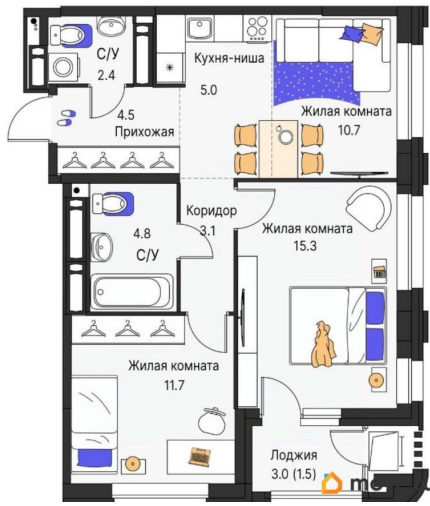 С/У
2.4
Кухня-ниша
5.0
4.5
Прихожая
Жилая комната
10.7
4.8
С/У
Коридор
3.1
Жилая комната
15.3
Жилая комната
11.7
Лоджия
3.0 (1.5)